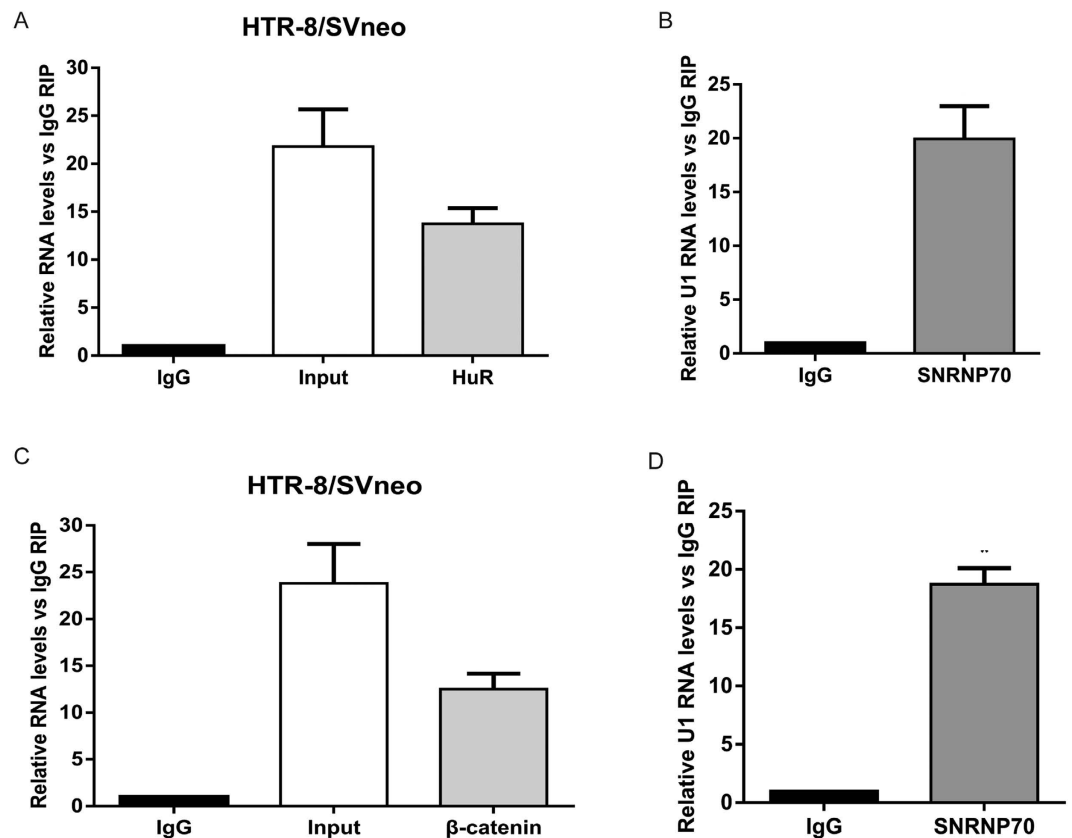 A
HTR-8/SVneo
Relative RNA levels vs IgG RIP
30
25
20
15
10
5
0
IgG Input HuR
B
Relative U1 RNA levels vs IgG RIP
25
20
15
10
5
0
IgG SNRNP70
C
HTR-8/SVneo
Relative RNA levels vs IgG RIP
30
25
20
15
10
5
0
IgG Input β-catenin
D
Relative U1 RNA levels vs IgG RIP
25
20
15
10
5
0
**
IgG SNRNP70